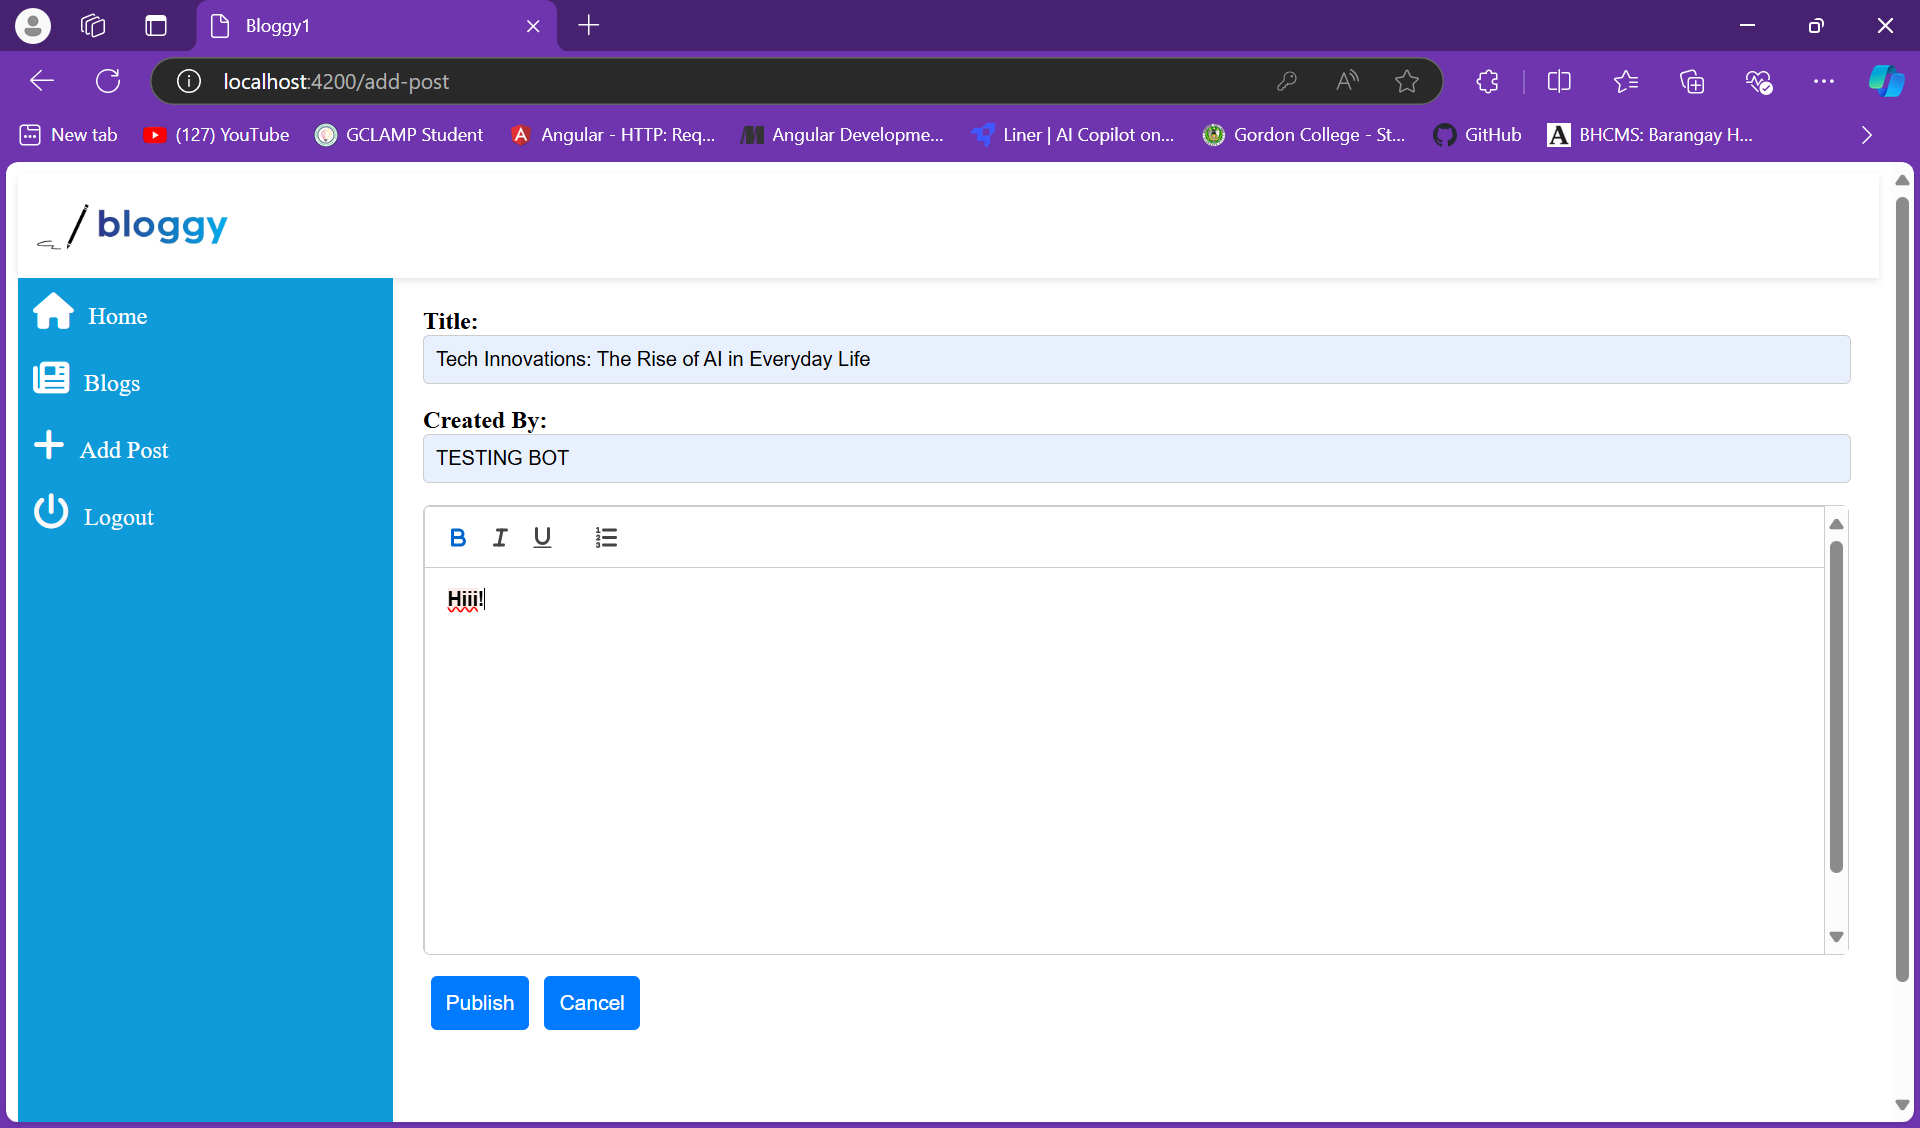 Bloggy1
localhost:4200/add-post
New tab
(127) YouTube
GCLAMP Student
Angular - HTTP: Req...
Angular Developme...
Liner | AI Copilot on...
Gordon College - St...
GitHub
A BHCMS: Barangay H...
bloggy
Home
Blogs
Add Post
Logout
Title:
Tech Innovations: The Rise of AI in Everyday Life
Created By:
TESTING BOT
B I U
Hiii!
Publish
Cancel